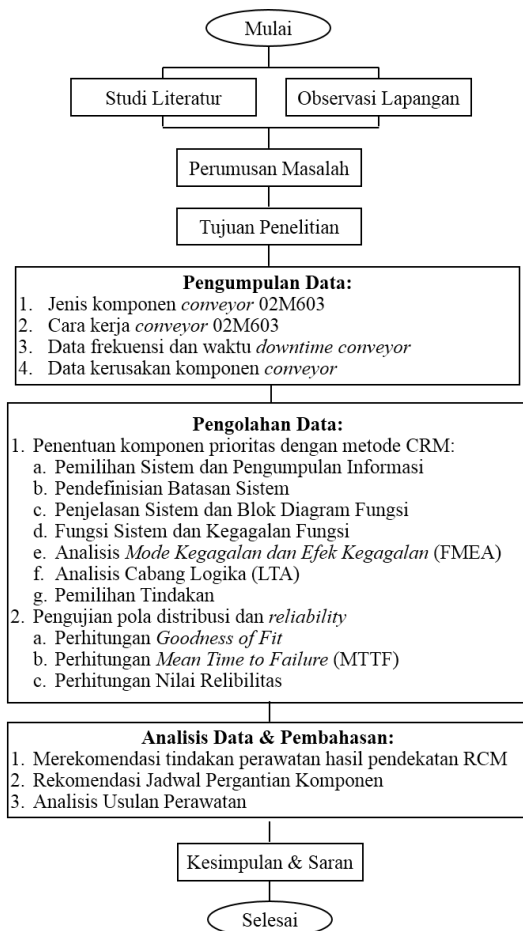 Mulai
Studi Literatur
Observasi Lapangan
Perumusan Masalah
Tujuan Penelitian
Pengumpulan Data:
1. Jenis komponen conveyor 02M603
2. Cara kerja conveyor 02M603
3. Data frekuensi dan waktu downtime conveyor
4. Data kerusakan komponen conveyor
Pengolahan Data:
1. Penentuan komponen prioritas dengan metode CRM:
a. Pemilihan Sistem dan Pengumpulan Informasi
b. Pendefinisian Batasan Sistem
c. Penjelasan Sistem dan Blok Diagram Fungsi
d. Fungsi Sistem dan Kegagalan Fungsi
e. Analisis Mode Kegagalan dan Efek Kegagalan (FMEA)
f. Analisis Cabang Logika (LTA)
g. Pemilihan Tindakan
2. Pengujian pola distribusi dan reliability
a. Perhitungan Goodness of Fit
b. Perhitungan Mean Time to Failure (MTTF)
c. Perhitungan Nilai Relibilitas
Analisis Data & Pembahasan:
1. Merekomendasi tindakan perawatan hasil pendekatan RCM
2. Rekomendasi Jadwal Pergantian Komponen
3. Analisis Usulan Perawatan
Kesimpulan & Saran
Selesai